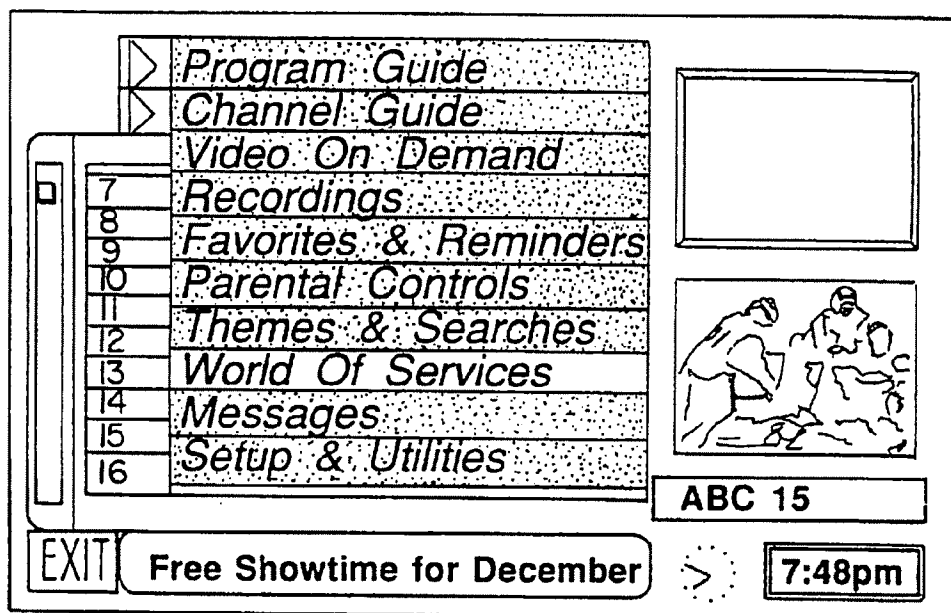 Program Guide
Channel Guide
Video On Demand
7 Recordings
8
9 Favorites & Reminders
10 Parental Controls
11
12 Themes & Searches
13 World Of Services
14 Messages
15
16 Setup & Utilities
ABC 15
EXIT Free Showtime for December 7:48pm